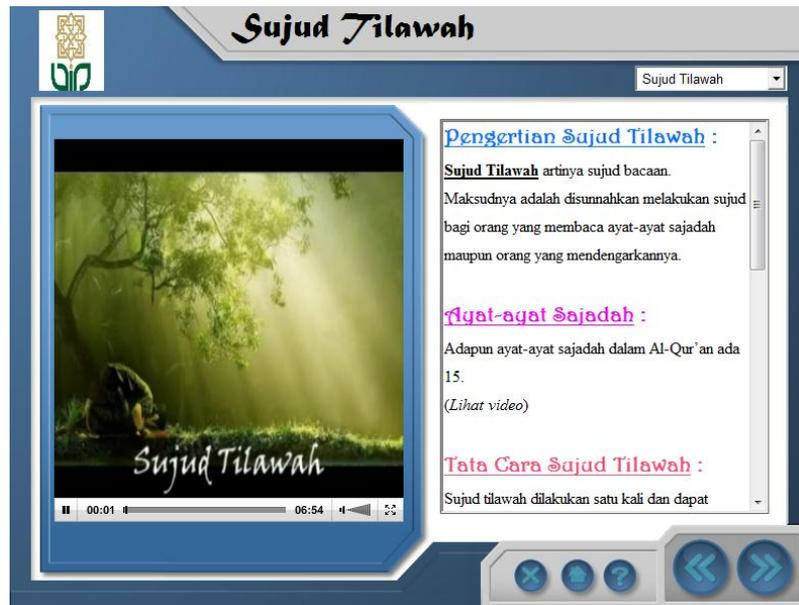 Sujud Tilawah
uin
Sujud Tilawah
Sujud Tilawah
00:01
06:54
Pengertian Sujud Tilawah :
Sujud Tilawah artinya sujud bacaan.
Maksudnya adalah disunnahkan melakukan sujud
bagi orang yang membaca ayat-ayat sajadah
maupun orang yang mendengarkannya.
Ayat-ayat Sajadah :
Adapun ayat-ayat sajadah dalam Al-Qur’an ada
15.
(Lihat video)
Tata Cara Sujud Tilawah :
Sujud tilawah dilakukan satu kali dan dapat
?